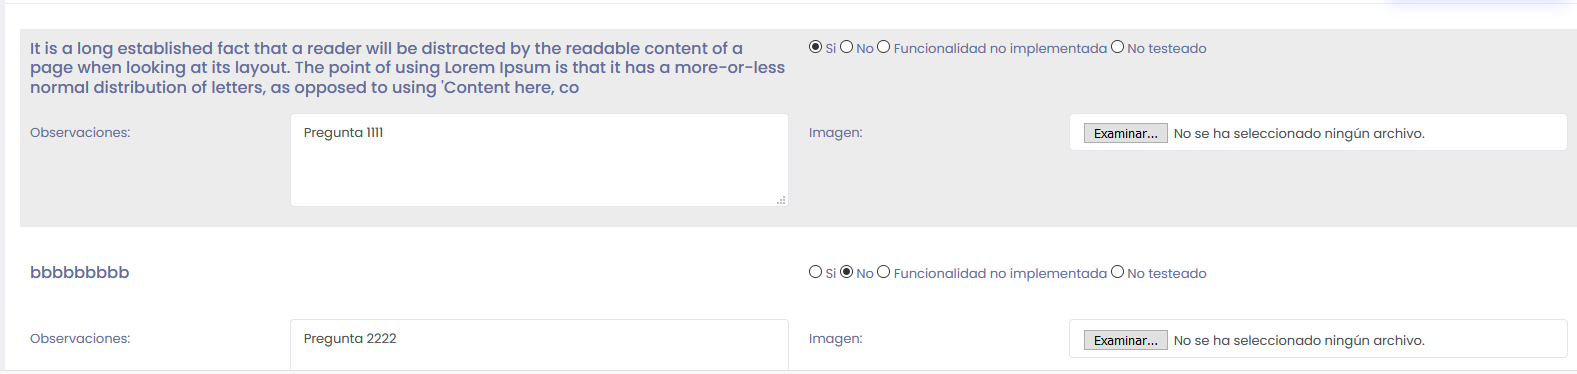 It is a long established fact that a reader will be distracted by the readable content of a
page when looking at its layout. The point of using Lorem Ipsum is that it has a more-or-less
normal distribution of letters, as opposed to using 'Content here, co
Si No Funcionalidad no implementada No testeado
Observaciones:
Pregunta 1111
Imagen:
Examinar... No se ha seleccionado ningún archivo.
bbbbbbbbb
Si No Funcionalidad no implementada No testeado
Observaciones:
Pregunta 2222
Imagen:
Examinar... No se ha seleccionado ningún archivo.